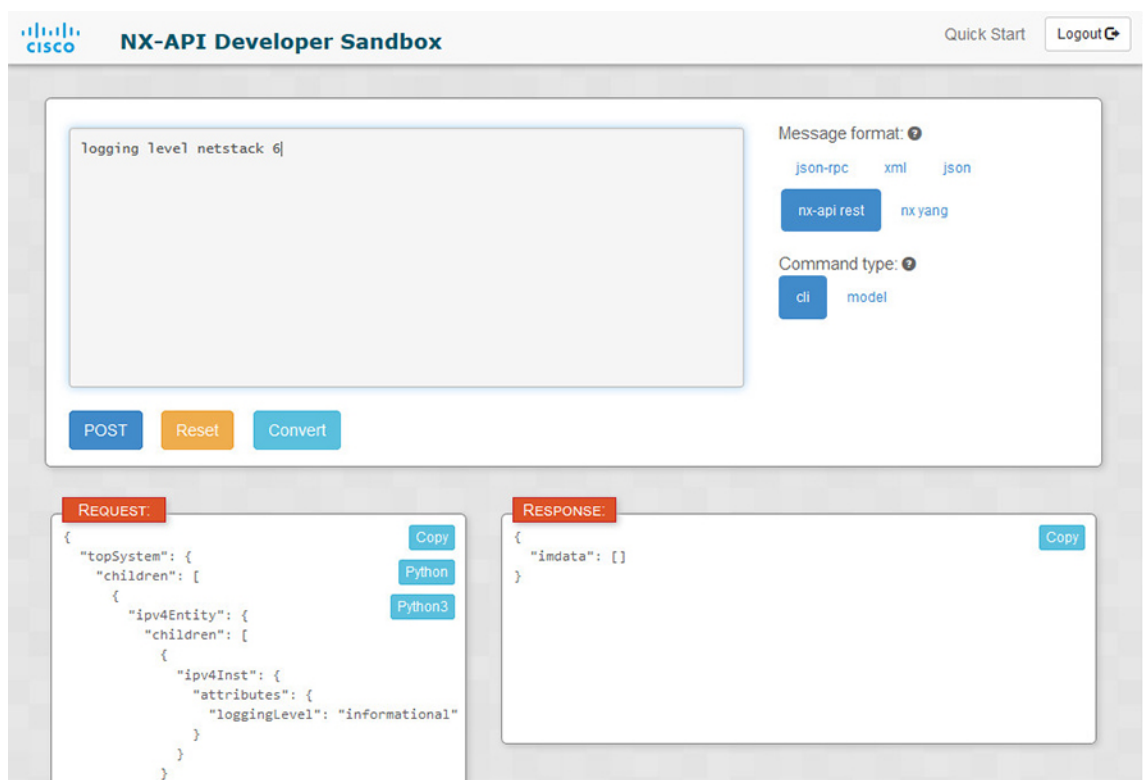 CISCO
NX-API Developer Sandbox
Quick Start
Logout
logging level netstack 6
Message format:
json-rpc xml json
nx-api rest nx yang
Command type:
cli model
POST Reset Convert
REQUEST:
Copy
Python
Python3
{
"topSystem": {
"children": [
{
"ipv4Entity": {
"children": [
{
"ipv4Inst": {
"attributes": {
"loggingLevel": "informational"
}
}
}
RESPONSE:
Copy
{
"imdata": []
}